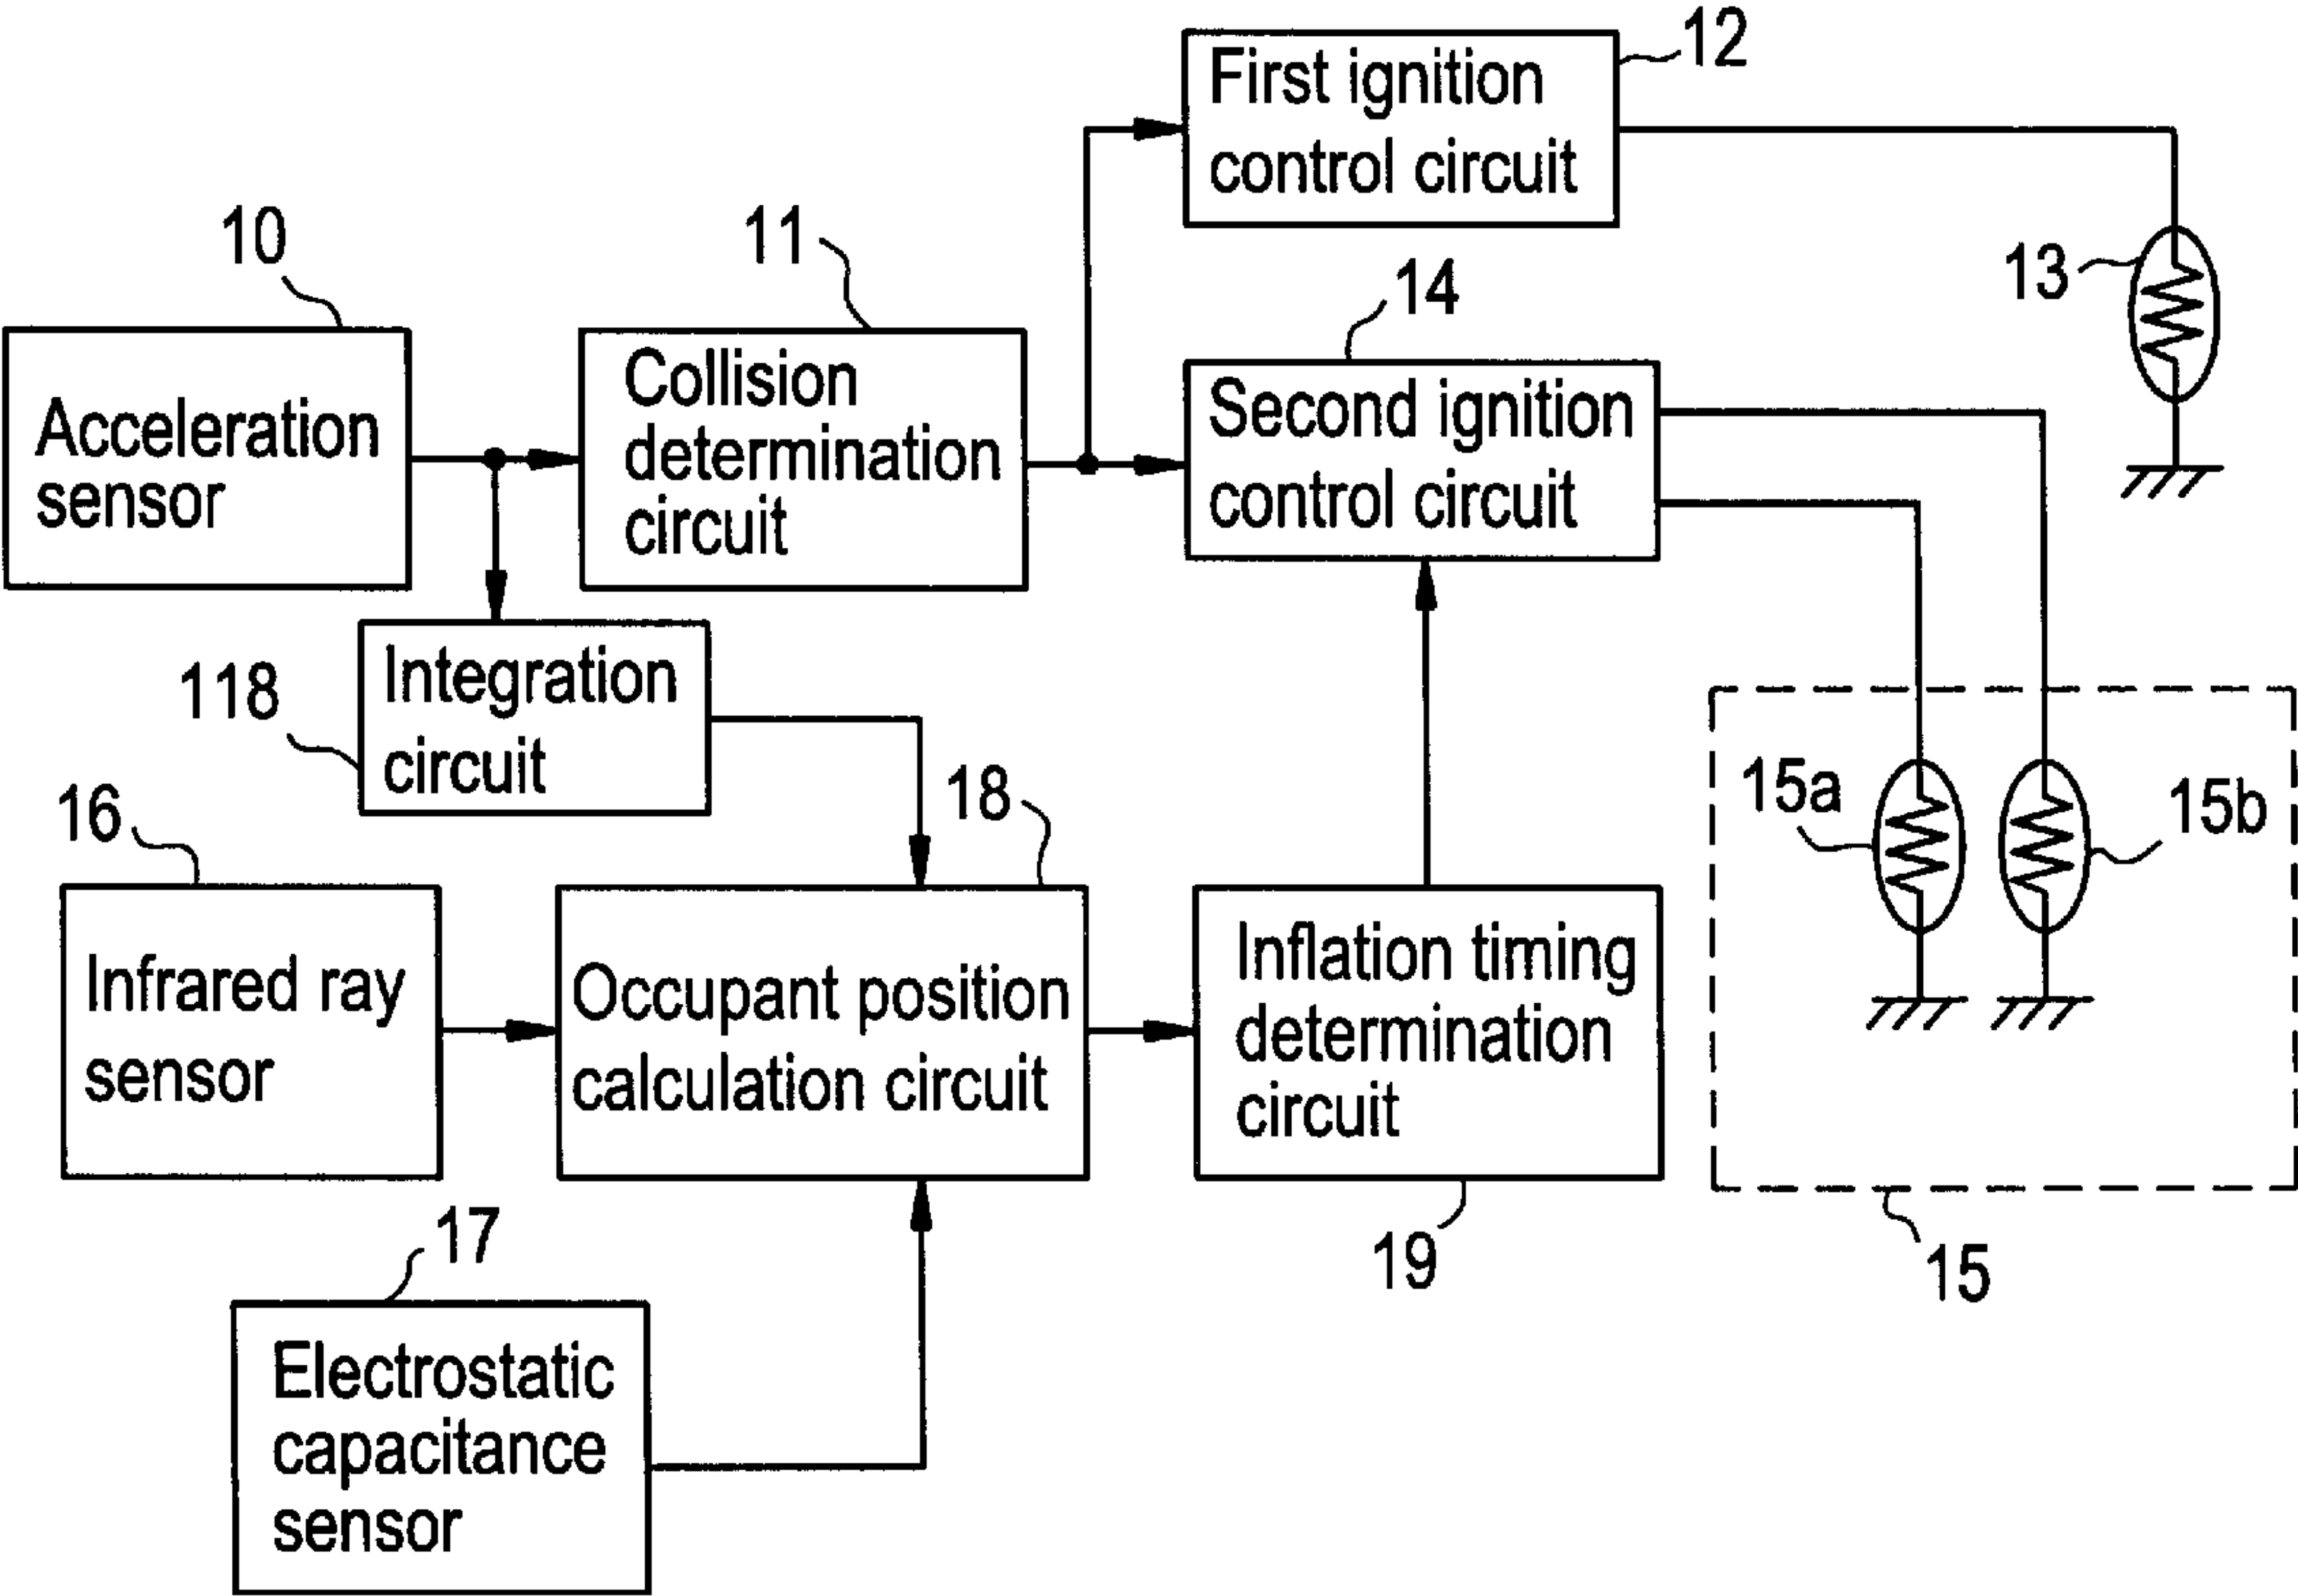 12
First ignition
control circuit
10
11
13
14
Acceleration
sensor
Collision
determination
circuit
Second ignition
control circuit
118
Integration
circuit
15a
15b
16
18
Infrared ray
sensor
Occupant position
calculation circuit
Inflation timing
determination
circuit
17
19
15
Electrostatic
capacitance
sensor